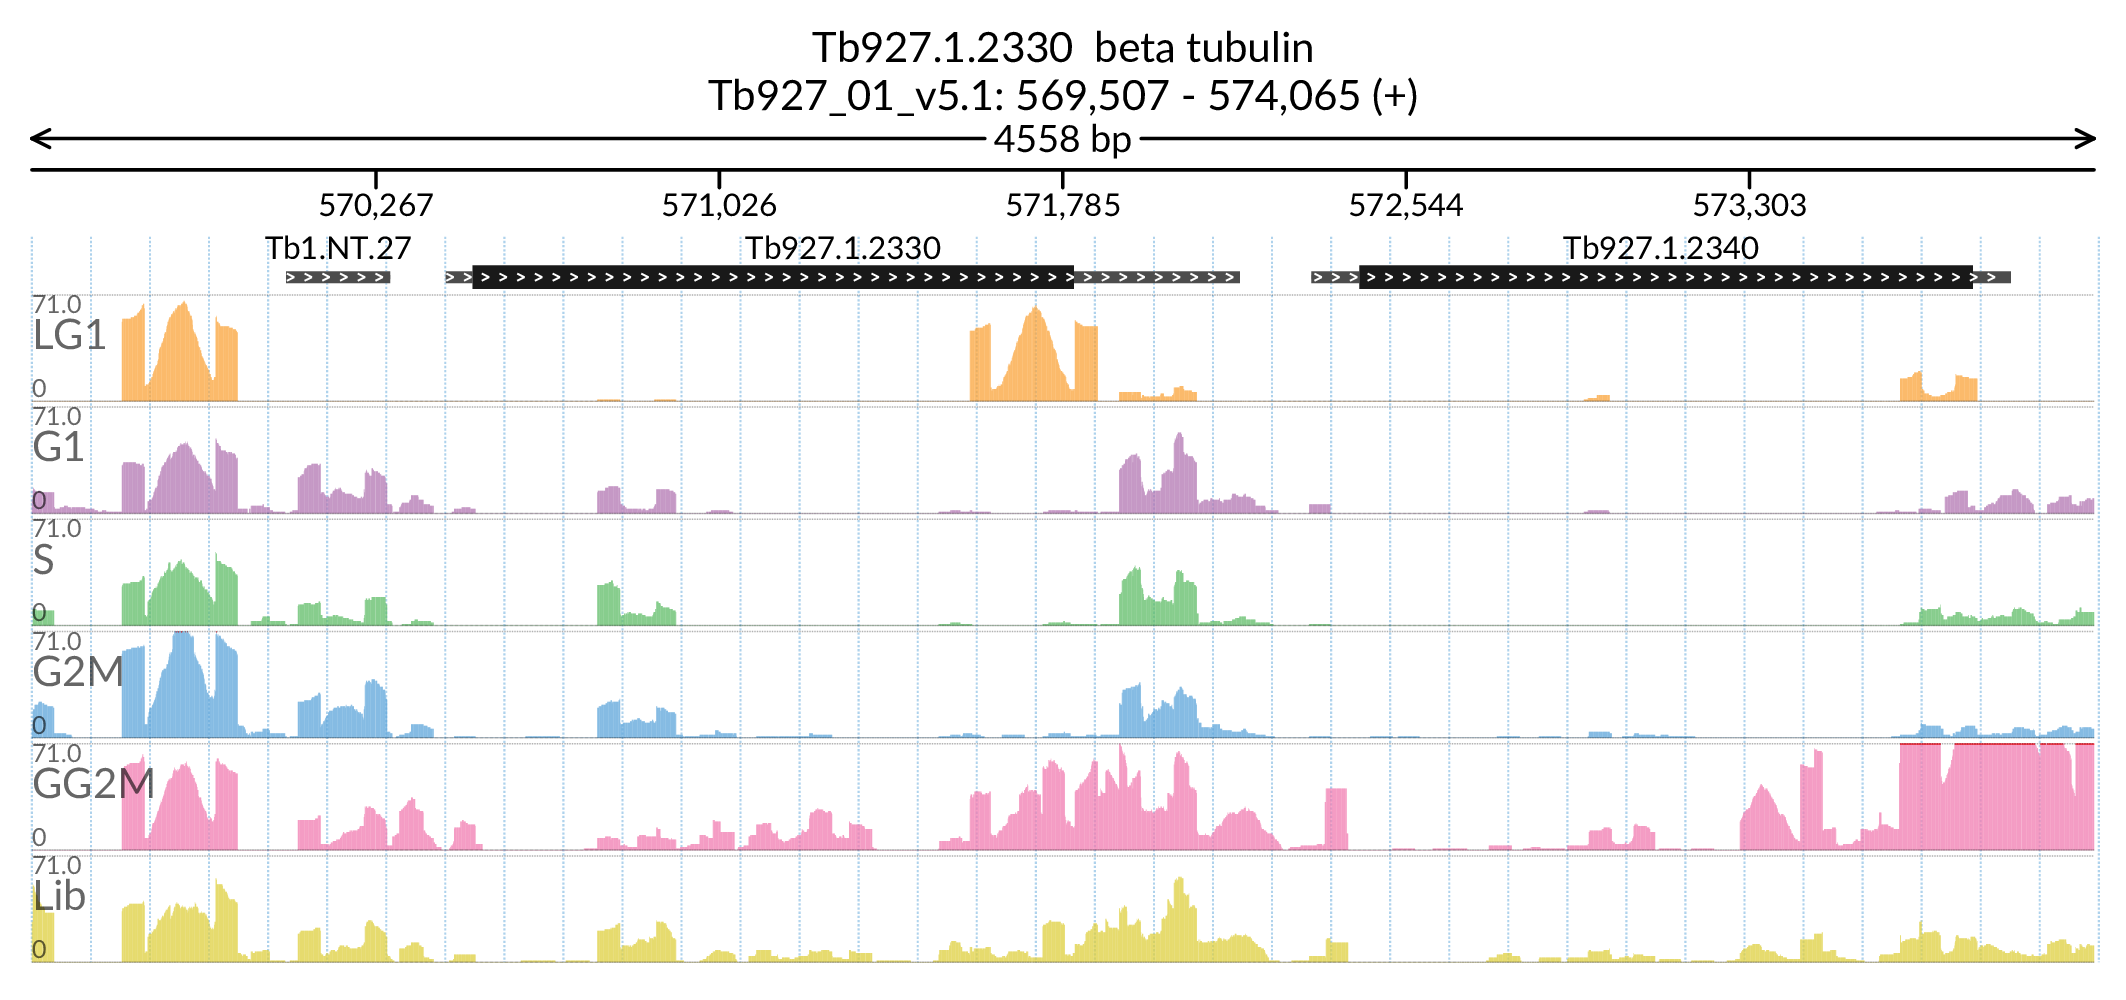 Tb927.1.2330  beta tubulin
Tb927_01_v5.1: 569,507 - 574,065 (+)
4558 bp
570,267 571,026 571,785 572,544 573,303
Tb1.NT.27 Tb927.1.2330 Tb927.1.2340
71.0
LG1
0
71.0
G1
0
71.0
S
0
71.0
G2M
0
71.0
GG2M
0
71.0
Lib
0